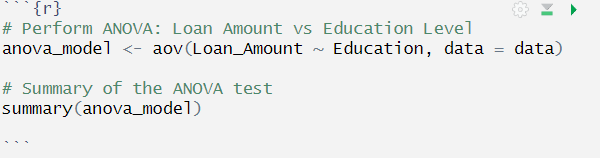 ```{r}
# Perform ANOVA: Loan Amount vs Education Level
anova_model <- aov(Loan_Amount ~ Education, data = data)
# Summary of the ANOVA test
summary(anova_model)
```